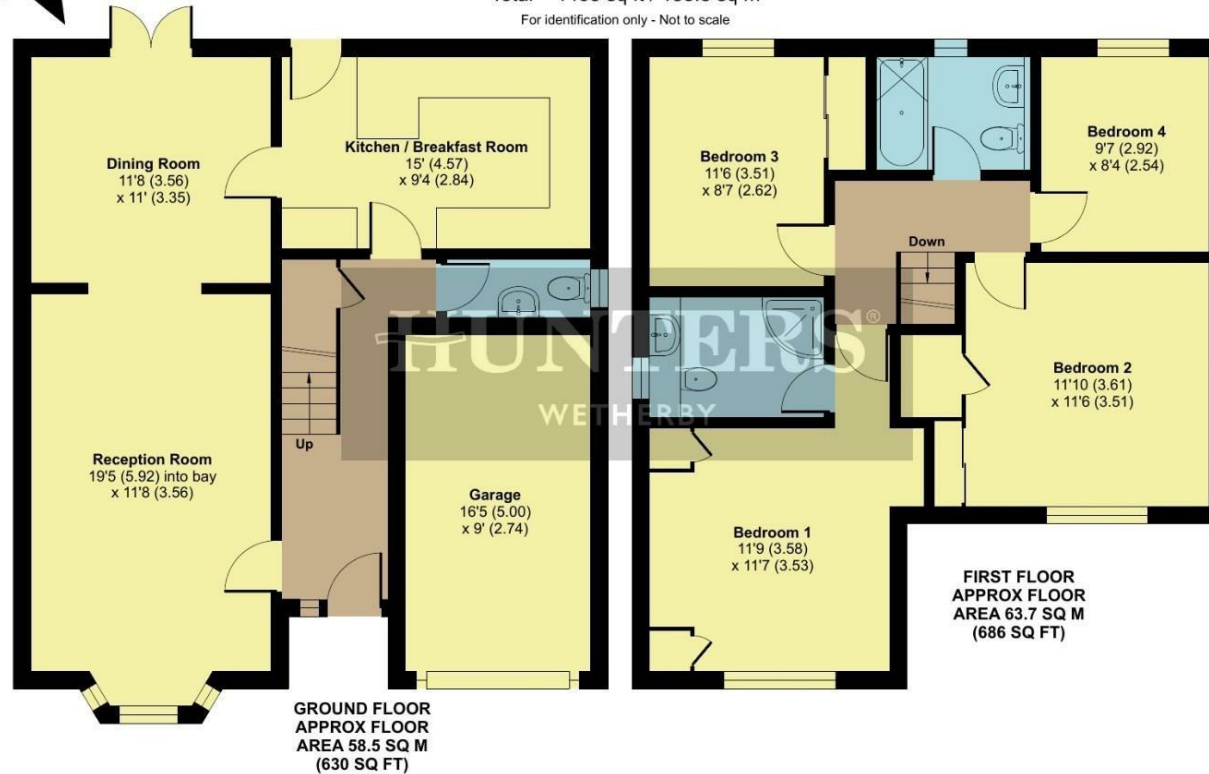 For identification only - Not to scale
Dining Room
11'8 (3.56)
x 11' (3.35)
Kitchen / Breakfast Room
15' (4.57)
x 9'4 (2.84)
Reception Room
19'5 (5.92) into bay
x 11'8 (3.56)
Up
Garage
16'5 (5.00)
x 9' (2.74)
GROUND FLOOR
APPROX FLOOR
AREA 58.5 SQ M
(630 SQ FT)
Bedroom 3
11'6 (3.51)
x 8'7 (2.62)
Bedroom 4
9'7 (2.92)
x 8'4 (2.54)
Down
Bedroom 2
11'10 (3.61)
x 11'6 (3.51)
Bedroom 1
11'9 (3.58)
x 11'7 (3.53)
FIRST FLOOR
APPROX FLOOR
AREA 63.7 SQ M
(686 SQ FT)
HUNTERS®
WETHERBY